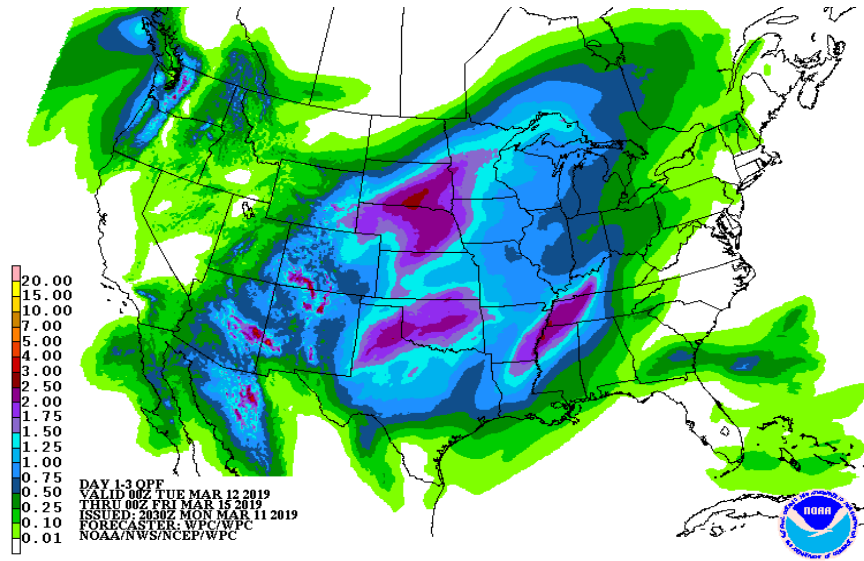 20.00
15.00
10.00
7.00
5.00
4.00
3.00
2.50
2.00
1.75
1.50
1.25
1.00
0.75
0.50
0.25
0.10
0.01
DAY 1-3 QPF
VALID 00Z TUE MAR 12 2019
THRU 00Z FRI MAR 15 2019
ISSUED: 2030Z MON MAR 11 2019
FORECASTER: WPC/WPC
NOAA/NWS/NCEP/WPC
NOAA